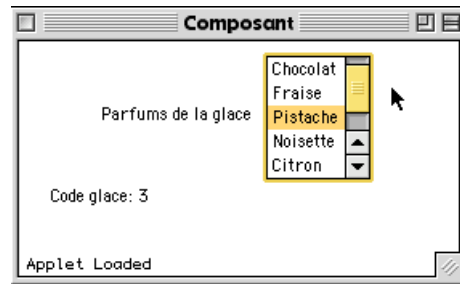 Composant
Chocolat
Fraise
Parfums de la glace
Pistache
Noisette
Citron
Code glace: 3
Applet Loaded